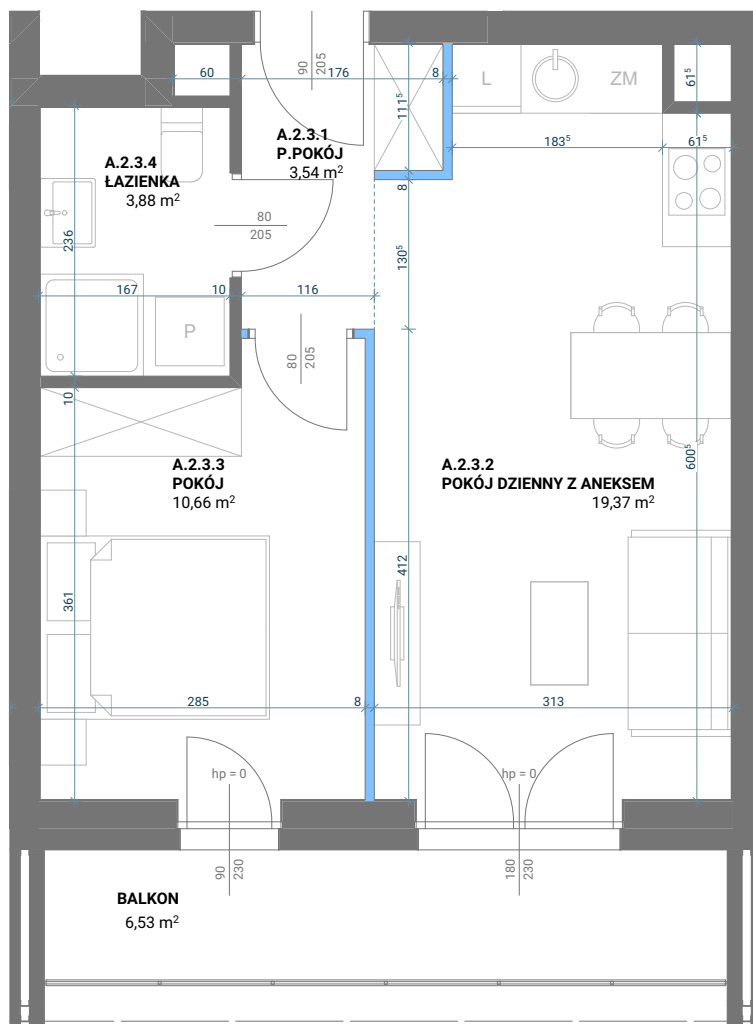 60
90
205
176
8
111⁵
L
ZM
61⁵
183⁵
61⁵
A.2.3.1
P.POKÓJ
3,54 m²
A.2.3.4
ŁAZIENKA
3,88 m²
8
80
205
236
130⁵
167
10
116
P
80
205
10
A.2.3.3
POKÓJ
10,66 m²
A.2.3.2
POKÓJ DZIENNY Z ANEKSEM
19,37 m²
600⁵
412
361
285
8
313
hp = 0
hp = 0
90
230
180
230
BALKON
6,53 m²